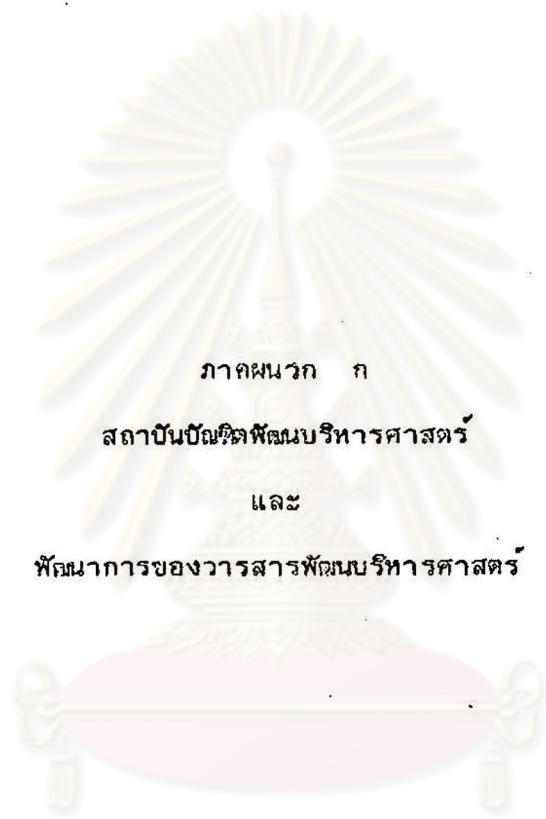 ภาคผนวก ก
สถาบันบัณฑิตพัฒนบริหารศาสตร์
และ
พัฒนาการของวารสารพัฒนบริหารศาสตร์